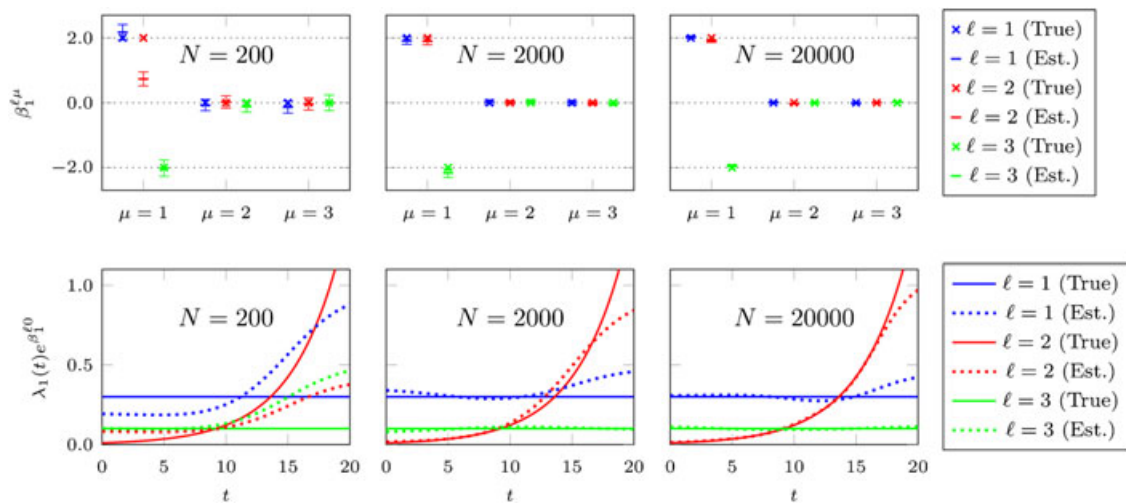 2.0
0.0
−2.0
β₁^{ℓμ}
N = 200
N = 2000
N = 20000
μ = 1 μ = 2 μ = 3
μ = 1 μ = 2 μ = 3
μ = 1 μ = 2 μ = 3
ℓ = 1 (True)
ℓ = 1 (Est.)
ℓ = 2 (True)
ℓ = 2 (Est.)
ℓ = 3 (True)
ℓ = 3 (Est.)
1.0
0.5
0.0
λ₁(t)e^{β₁^{ℓ0}}
N = 200
N = 2000
N = 20000
0 5 10 15 20
0 5 10 15 20
0 5 10 15 20
t
t
t
ℓ = 1 (True)
ℓ = 1 (Est.)
ℓ = 2 (True)
ℓ = 2 (Est.)
ℓ = 3 (True)
ℓ = 3 (Est.)